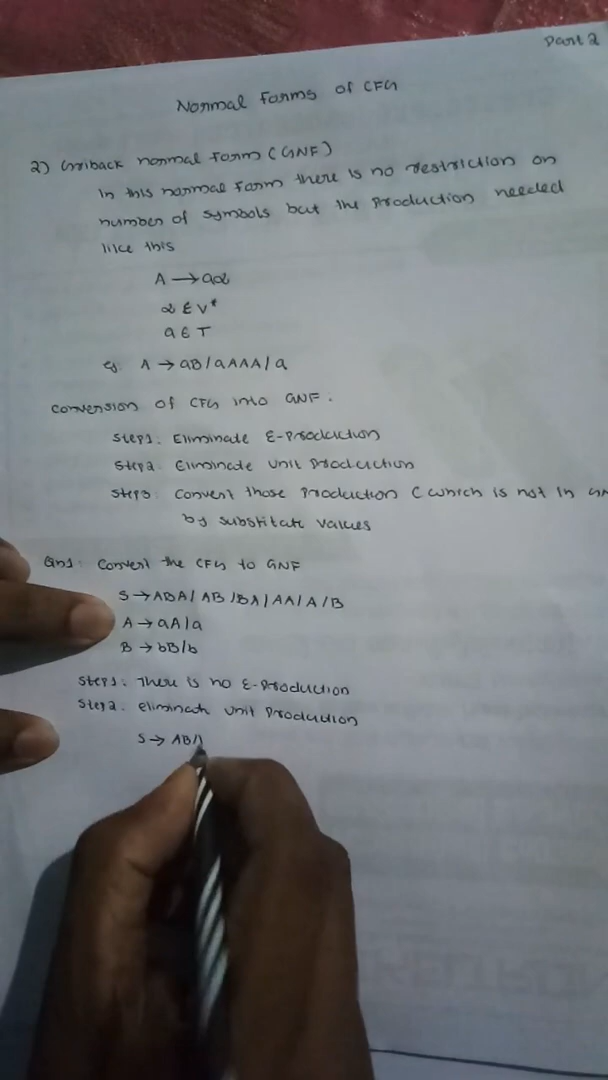 Part 2
Normal Forms of CFG
2) Griback normal Form (GNF)
In this normal Form there is no restriction on
number of symbols but the production needed
like this
A → aα
α ∈ V*
a ∈ T
eg. A → aB / aAAA / a
Conversion of CFG into GNF.
Step1: Eliminate ε-production
Step2: Eliminate unit production
Step3: Convert those production (which is not in GN
by substitute values
Qn1: Convert the CFG to GNF
S → ABA / AB / BA / AA / A / B
A → aA / a
B → bB / b
Step1: There is no ε-production
Step2: eliminate unit production
S → AB